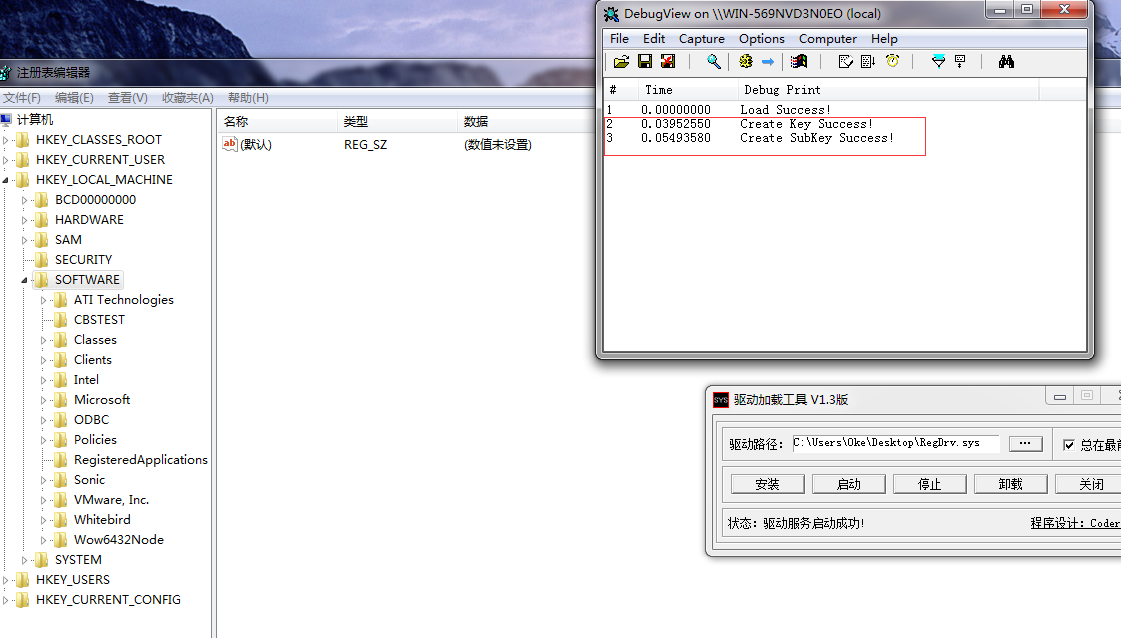 注册表编辑器
文件(F) 编辑(E) 查看(V) 收藏夹(A) 帮助(H)
计算机
HKEY_CLASSES_ROOT
HKEY_CURRENT_USER
HKEY_LOCAL_MACHINE
BCD00000000
HARDWARE
SAM
SECURITY
SOFTWARE
ATI Technologies
CBSTEST
Classes
Clients
Intel
Microsoft
ODBC
Policies
RegisteredApplications
Sonic
VMware, Inc.
Whitebird
Wow6432Node
SYSTEM
HKEY_USERS
HKEY_CURRENT_CONFIG
名称 类型 数据
ab (默认) REG_SZ (数值未设置)
DebugView on \\WIN-569NVD3N0EO (local)
File Edit Capture Options Computer Help
# Time Debug Print
1 0.00000000 Load Success!
2 0.03952550 Create Key Success!
3 0.05493580 Create SubKey Success!
SYS 驱动加载工具 V1.3版
驱动路径: C:\Users\Oke\Desktop\RegDrv.sys ... 总在最前
安装 启动 停止 卸载 关闭
状态: 驱动服务启动成功! 程序设计: Coder